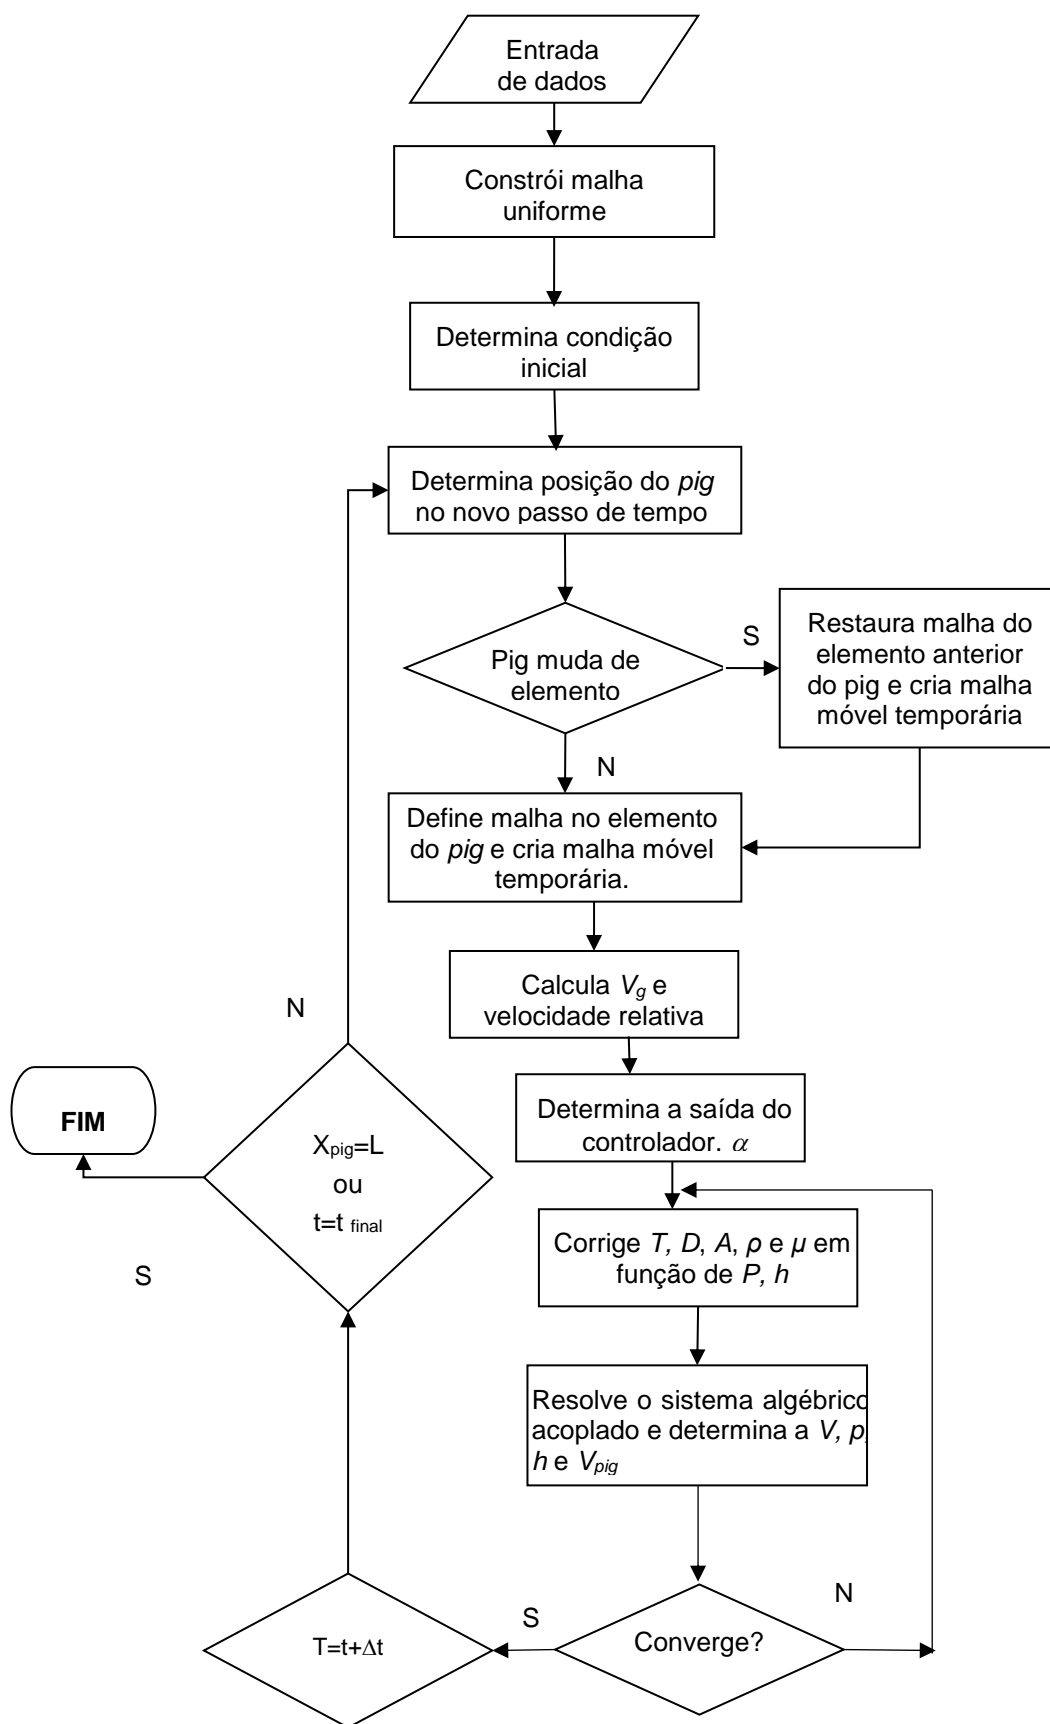 Entrada
de dados
Constrói malha
uniforme
Determina condição
inicial
Determina posição do pig
no novo passo de tempo
Pig muda de
elemento
S
Restaura malha do
elemento anterior
do pig e cria malha
móvel temporária
N
Define malha no elemento
do pig e cria malha móvel
temporária.
Calcula Vg e
velocidade relativa
N
Determina a saída do
controlador. α
FIM
Xpig=L
ou
t=t final
S
Corrige T, D, A, ρ e μ em
função de P, h
Resolve o sistema algébrico
acoplado e determina a V, p,
h e Vpig
N
S
Converge?
T=t+Δt